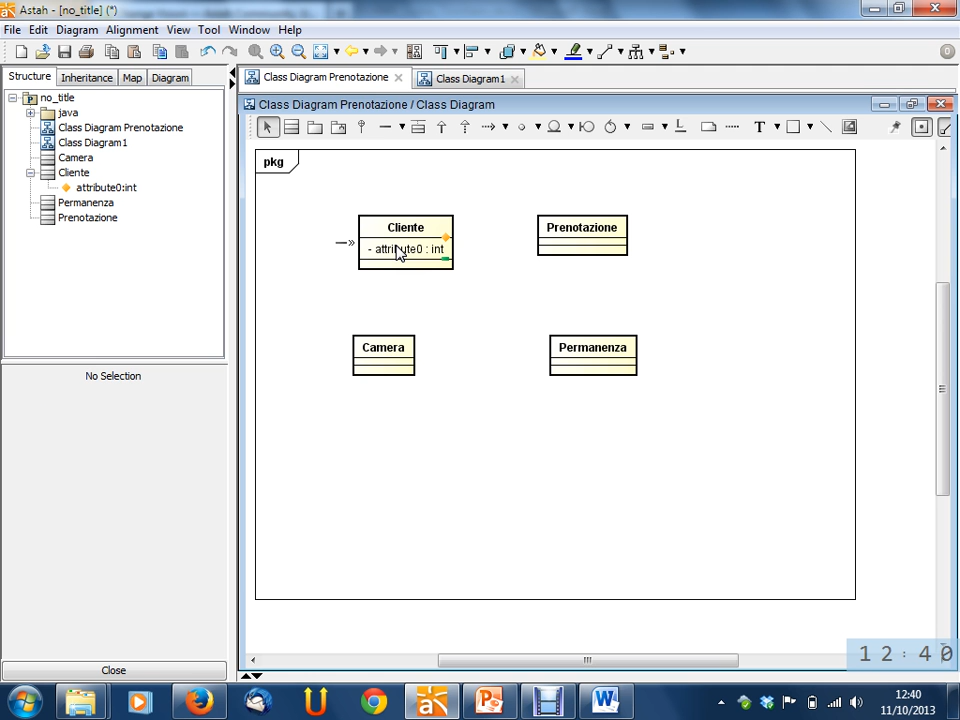 Astah - [no_title] (*)
File Edit Diagram Alignment View Tool Window Help
Structure Inheritance Map Diagram
no_title
java
Class Diagram Prenotazione
Class Diagram1
Camera
Cliente
attribute0:int
Permanenza
Prenotazione
No Selection
Close
Class Diagram Prenotazione
Class Diagram1
Class Diagram Prenotazione / Class Diagram
T
pkg
Cliente
- attribute0 : int
Prenotazione
Camera
Permanenza
12:40
12:40
11/10/2013